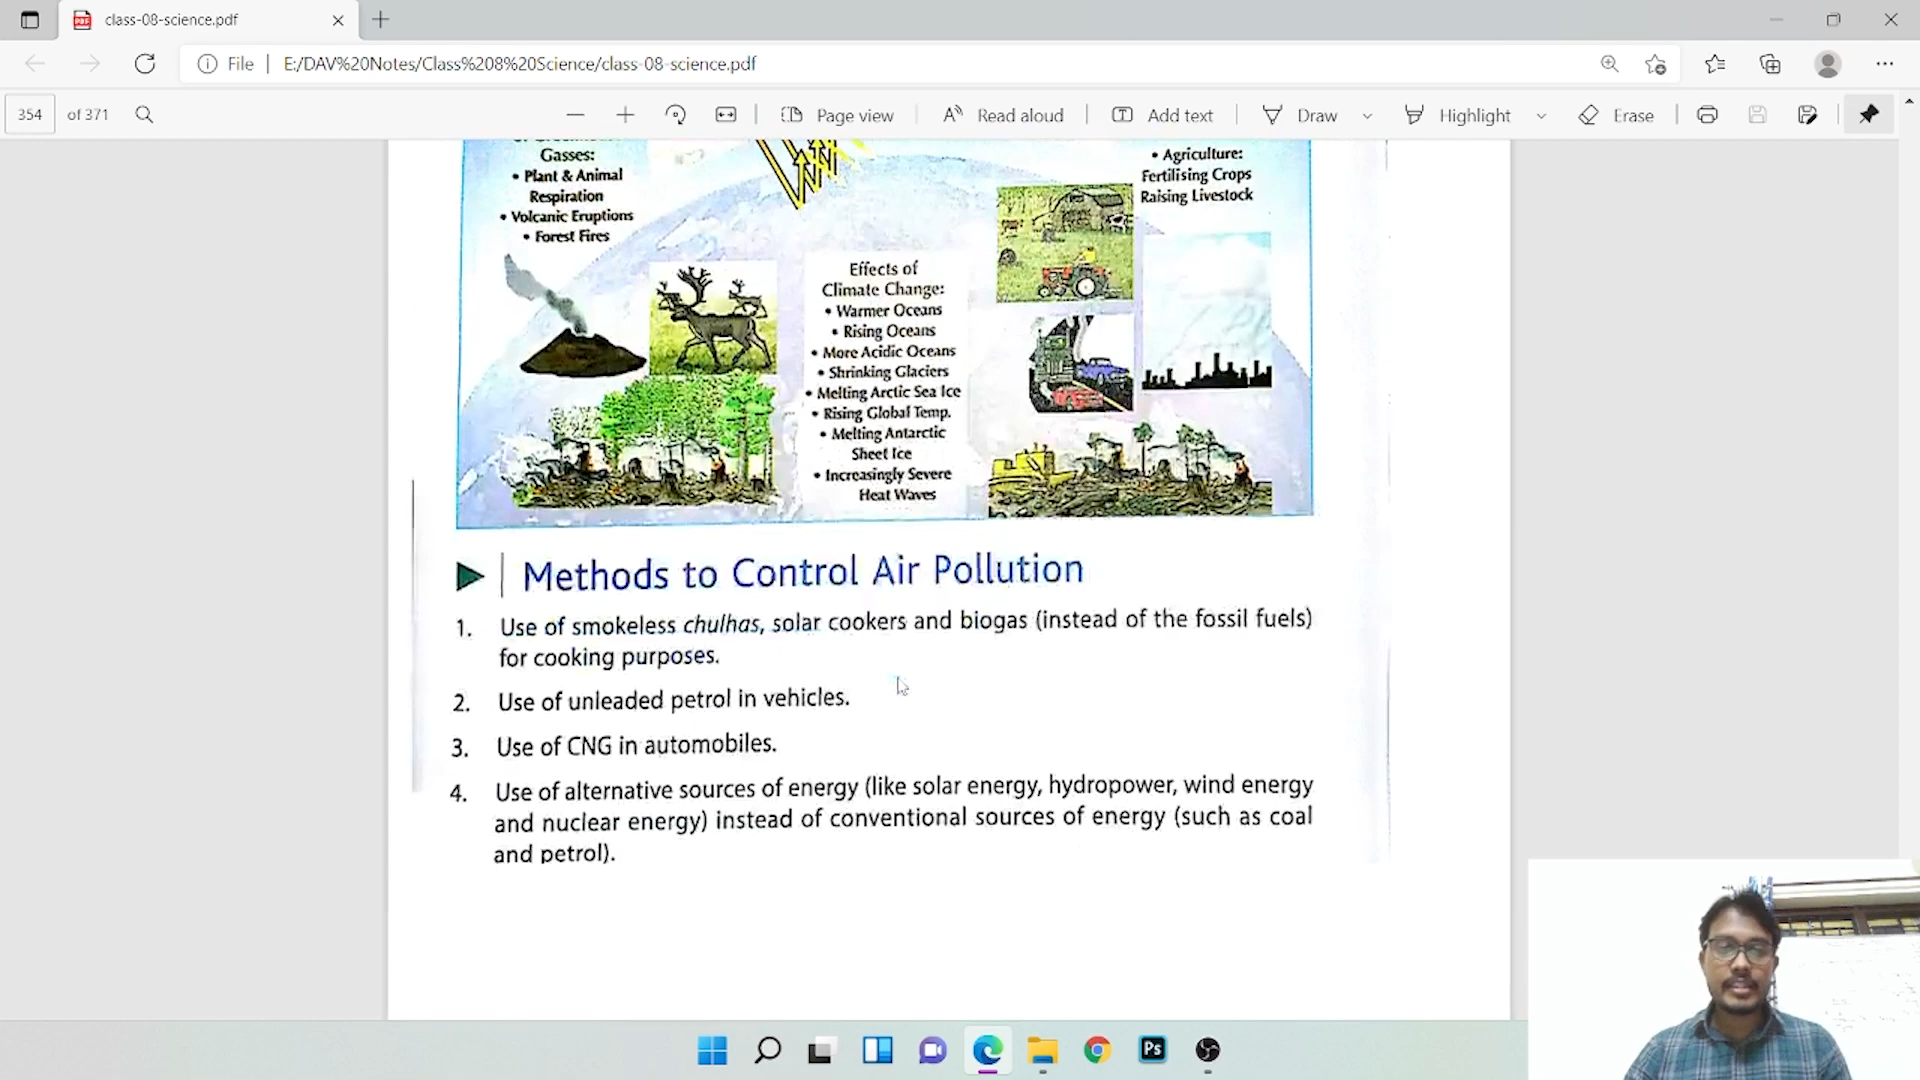 class-08-science.pdf
File
E:/DAV%20Notes/Class%208%20Science/class-08-science.pdf
354 of 371
Page view
Read aloud
Add text
Draw
Highlight
Erase
Gasses:
• Plant & Animal
Respiration
• Volcanic Eruptions
• Forest Fires
• Agriculture:
Fertilising Crops
Raising Livestock
Effects of
Climate Change:
• Warmer Oceans
• Rising Oceans
• More Acidic Oceans
• Shrinking Glaciers
• Melting Arctic Sea Ice
• Rising Global Temp.
• Melting Antarctic
Sheet Ice
• Increasingly Severe
Heat Waves
Methods to Control Air Pollution
1. Use of smokeless chulhas, solar cookers and biogas (instead of the fossil fuels)
for cooking purposes.
2. Use of unleaded petrol in vehicles.
3. Use of CNG in automobiles.
4. Use of alternative sources of energy (like solar energy, hydropower, wind energy
and nuclear energy) instead of conventional sources of energy (such as coal
and petrol).
Ps